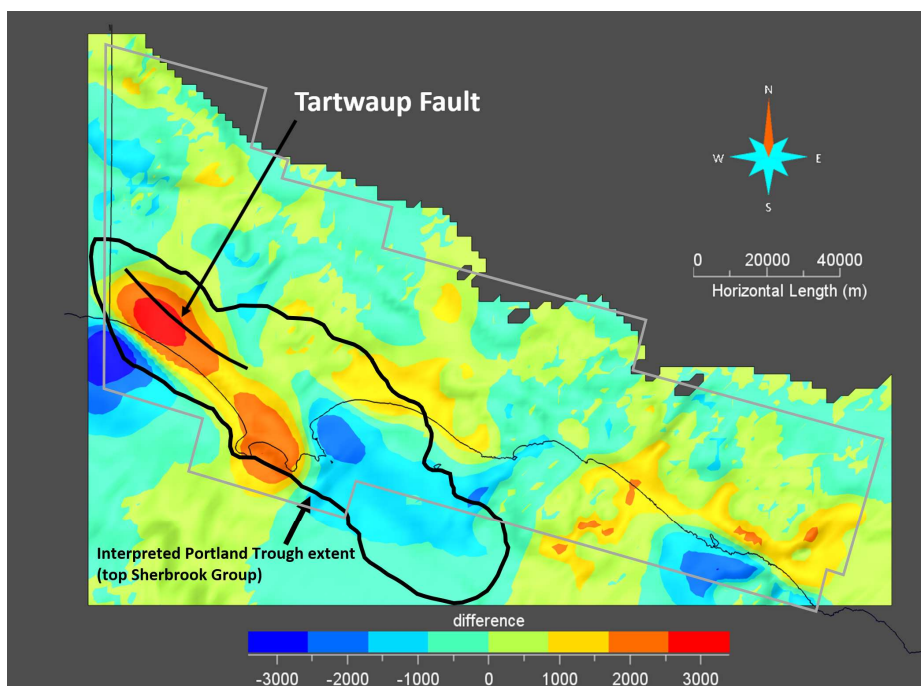 Tartwaup Fault
N
W E
S
0 20000 40000
Horizontal Length (m)
Interpreted Portland Trough extent
(top Sherbrook Group)
difference
-3000 -2000 -1000 0 1000 2000 3000